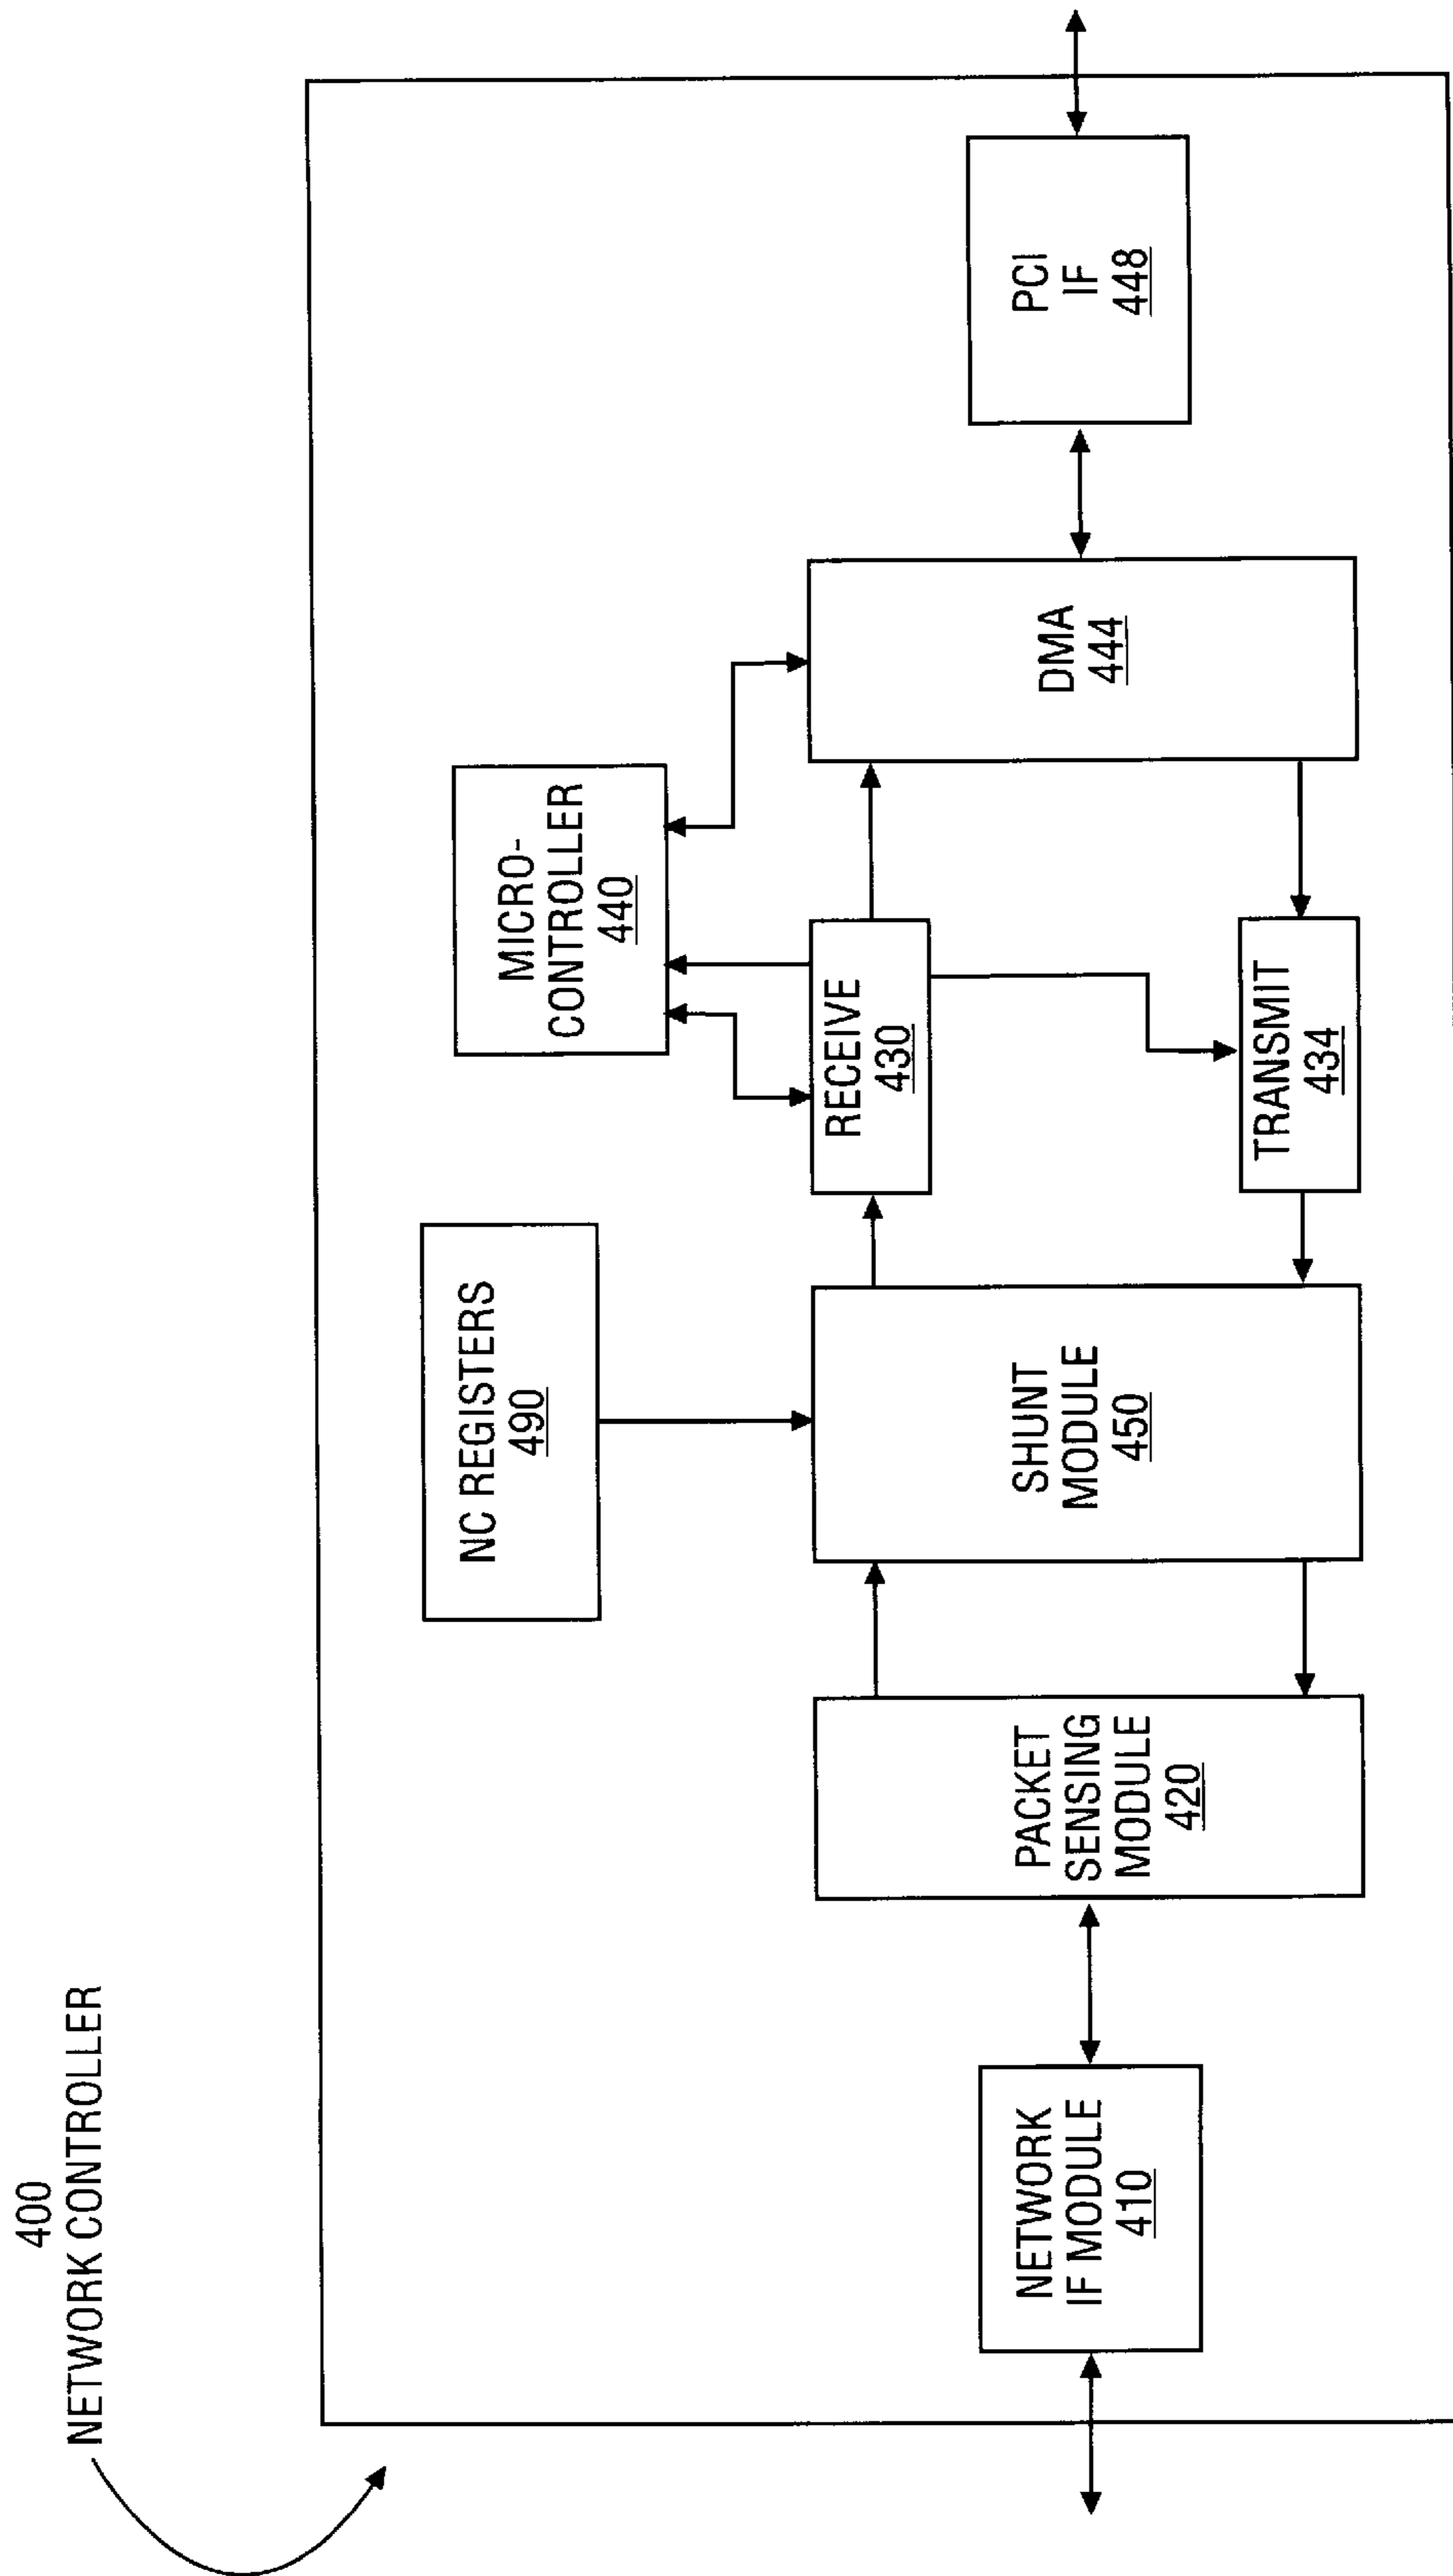 400
NETWORK CONTROLLER
NC REGISTERS
490
MICRO-
CONTROLLER
440
NETWORK
IF MODULE
410
PACKET
SENSING
MODULE
420
SHUNT
MODULE
450
RECEIVE
430
TRANSMIT
434
DMA
444
PCI
IF
448